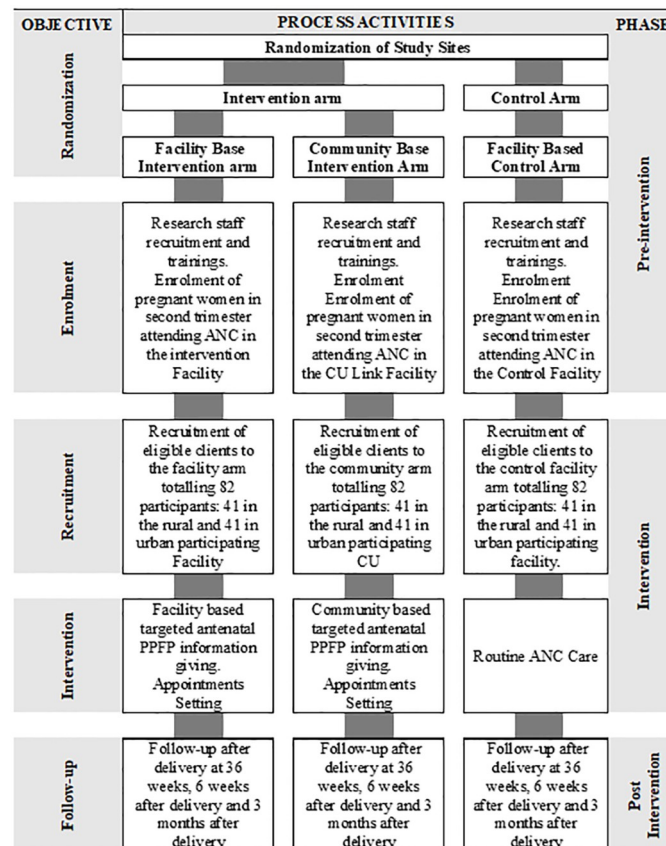 OBJECTIVE
PROCESS ACTIVITIES
PHASE
Randomization
Randomization of Study Sites
Intervention arm
Control Arm
Facility Base
Intervention arm
Community Base
Intervention Arm
Facility Based
Control Arm
Pre-intervention
Enrolment
Research staff
recruitment and
trainings.
Enrolment of
pregnant women in
second trimester
attending ANC in
the intervention
Facility
Research staff
recruitment and
trainings.
Enrolment
Enrolment of
pregnant women in
second trimester
attending ANC in
the CU Link Facility
Research staff
recruitment and
trainings.
Enrolment
Enrolment of
pregnant women in
second trimester
attending ANC in
the Control Facility
Recruitment
Recruitment of
eligible clients to
the facility arm
totalling 82
participants: 41 in
the rural and 41 in
urban participating
Facility
Recruitment of
eligible clients to
the community arm
totalling 82
participants: 41 in
the rural and 41 in
urban participating
CU
Recruitment of
eligible clients to
the control facility
arm totalling 82
participants: 41 in
the rural and 41 in
urban participating
facility.
Intervention
Intervention
Facility based
targeted antenatal
PPFP information
giving.
Appointments
Setting
Community based
targeted antenatal
PPFP information
giving.
Appointments
Setting
Routine ANC Care
Follow-up
Follow-up after
delivery at 36
weeks, 6 weeks
after delivery and 3
months after
delivery
Follow-up after
delivery at 36
weeks, 6 weeks
after delivery and 3
months after
delivery
Follow-up after
delivery at 36
weeks, 6 weeks
after delivery and 3
months after
delivery
Post
Intervention